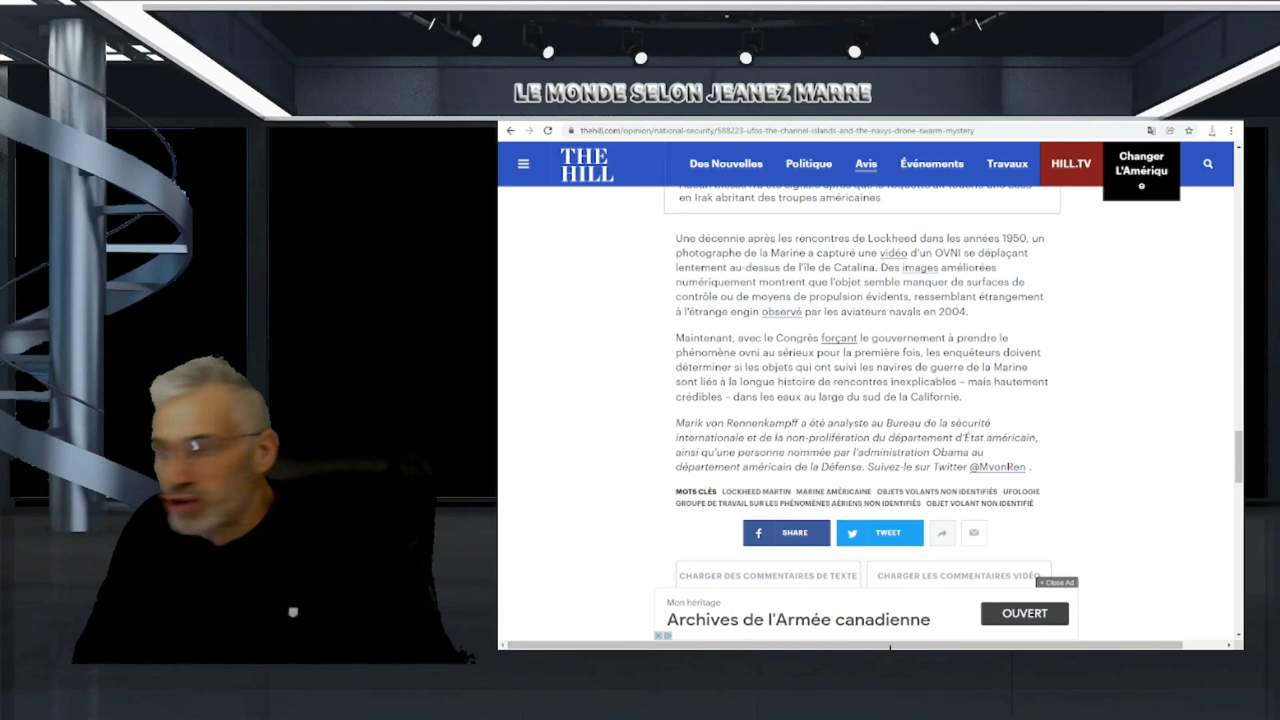 LE MONDE SELON JEANEZ MARRE
thehill.com/opinion/national-security/588223-ufos-the-channel-islands-and-the-navys-drone-swarm-mystery
THE
HILL
Des Nouvelles
Politique
Avis
Événements
Travaux
HILL.TV
Changer
L'Amériqu
e
en Irak abritant des troupes américaines
Une décennie après les rencontres de Lockheed dans les années 1950, un
photographe de la Marine a capturé une vidéo d'un OVNI se déplaçant
lentement au-dessus de l'île de Catalina. Des images améliorées
numériquement montrent que l'objet semble manquer de surfaces de
contrôle ou de moyens de propulsion évidents, ressemblant étrangement
à l'étrange engin observé par les aviateurs navals en 2004.
Maintenant, avec le Congrès forçant le gouvernement à prendre le
phénomène ovni au sérieux pour la première fois, les enquêteurs doivent
déterminer si les objets qui ont suivi les navires de guerre de la Marine
sont liés à la longue histoire de rencontres inexplicables – mais hautement
crédibles – dans les eaux au large du sud de la Californie.
Marik von Rennenkampff a été analyste au Bureau de la sécurité
internationale et de la non-prolifération du département d'État américain,
ainsi qu'une personne nommée par l'administration Obama au
département américain de la Défense. Suivez-le sur Twitter @MvonRen .
MOTS CLÉS LOCKHEED MARTIN MARINE AMÉRICAINE OBJETS VOLANTS NON IDENTIFIÉS UFOLOGIE
GROUPE DE TRAVAIL SUR LES PHÉNOMÈNES AÉRIENS NON IDENTIFIÉS OBJET VOLANT NON IDENTIFIÉ
SHARE
TWEET
CHARGER DES COMMENTAIRES DE TEXTE
CHARGER LES COMMENTAIRES VIDÉO
× Close Ad
Mon héritage
Archives de l'Armée canadienne
OUVERT